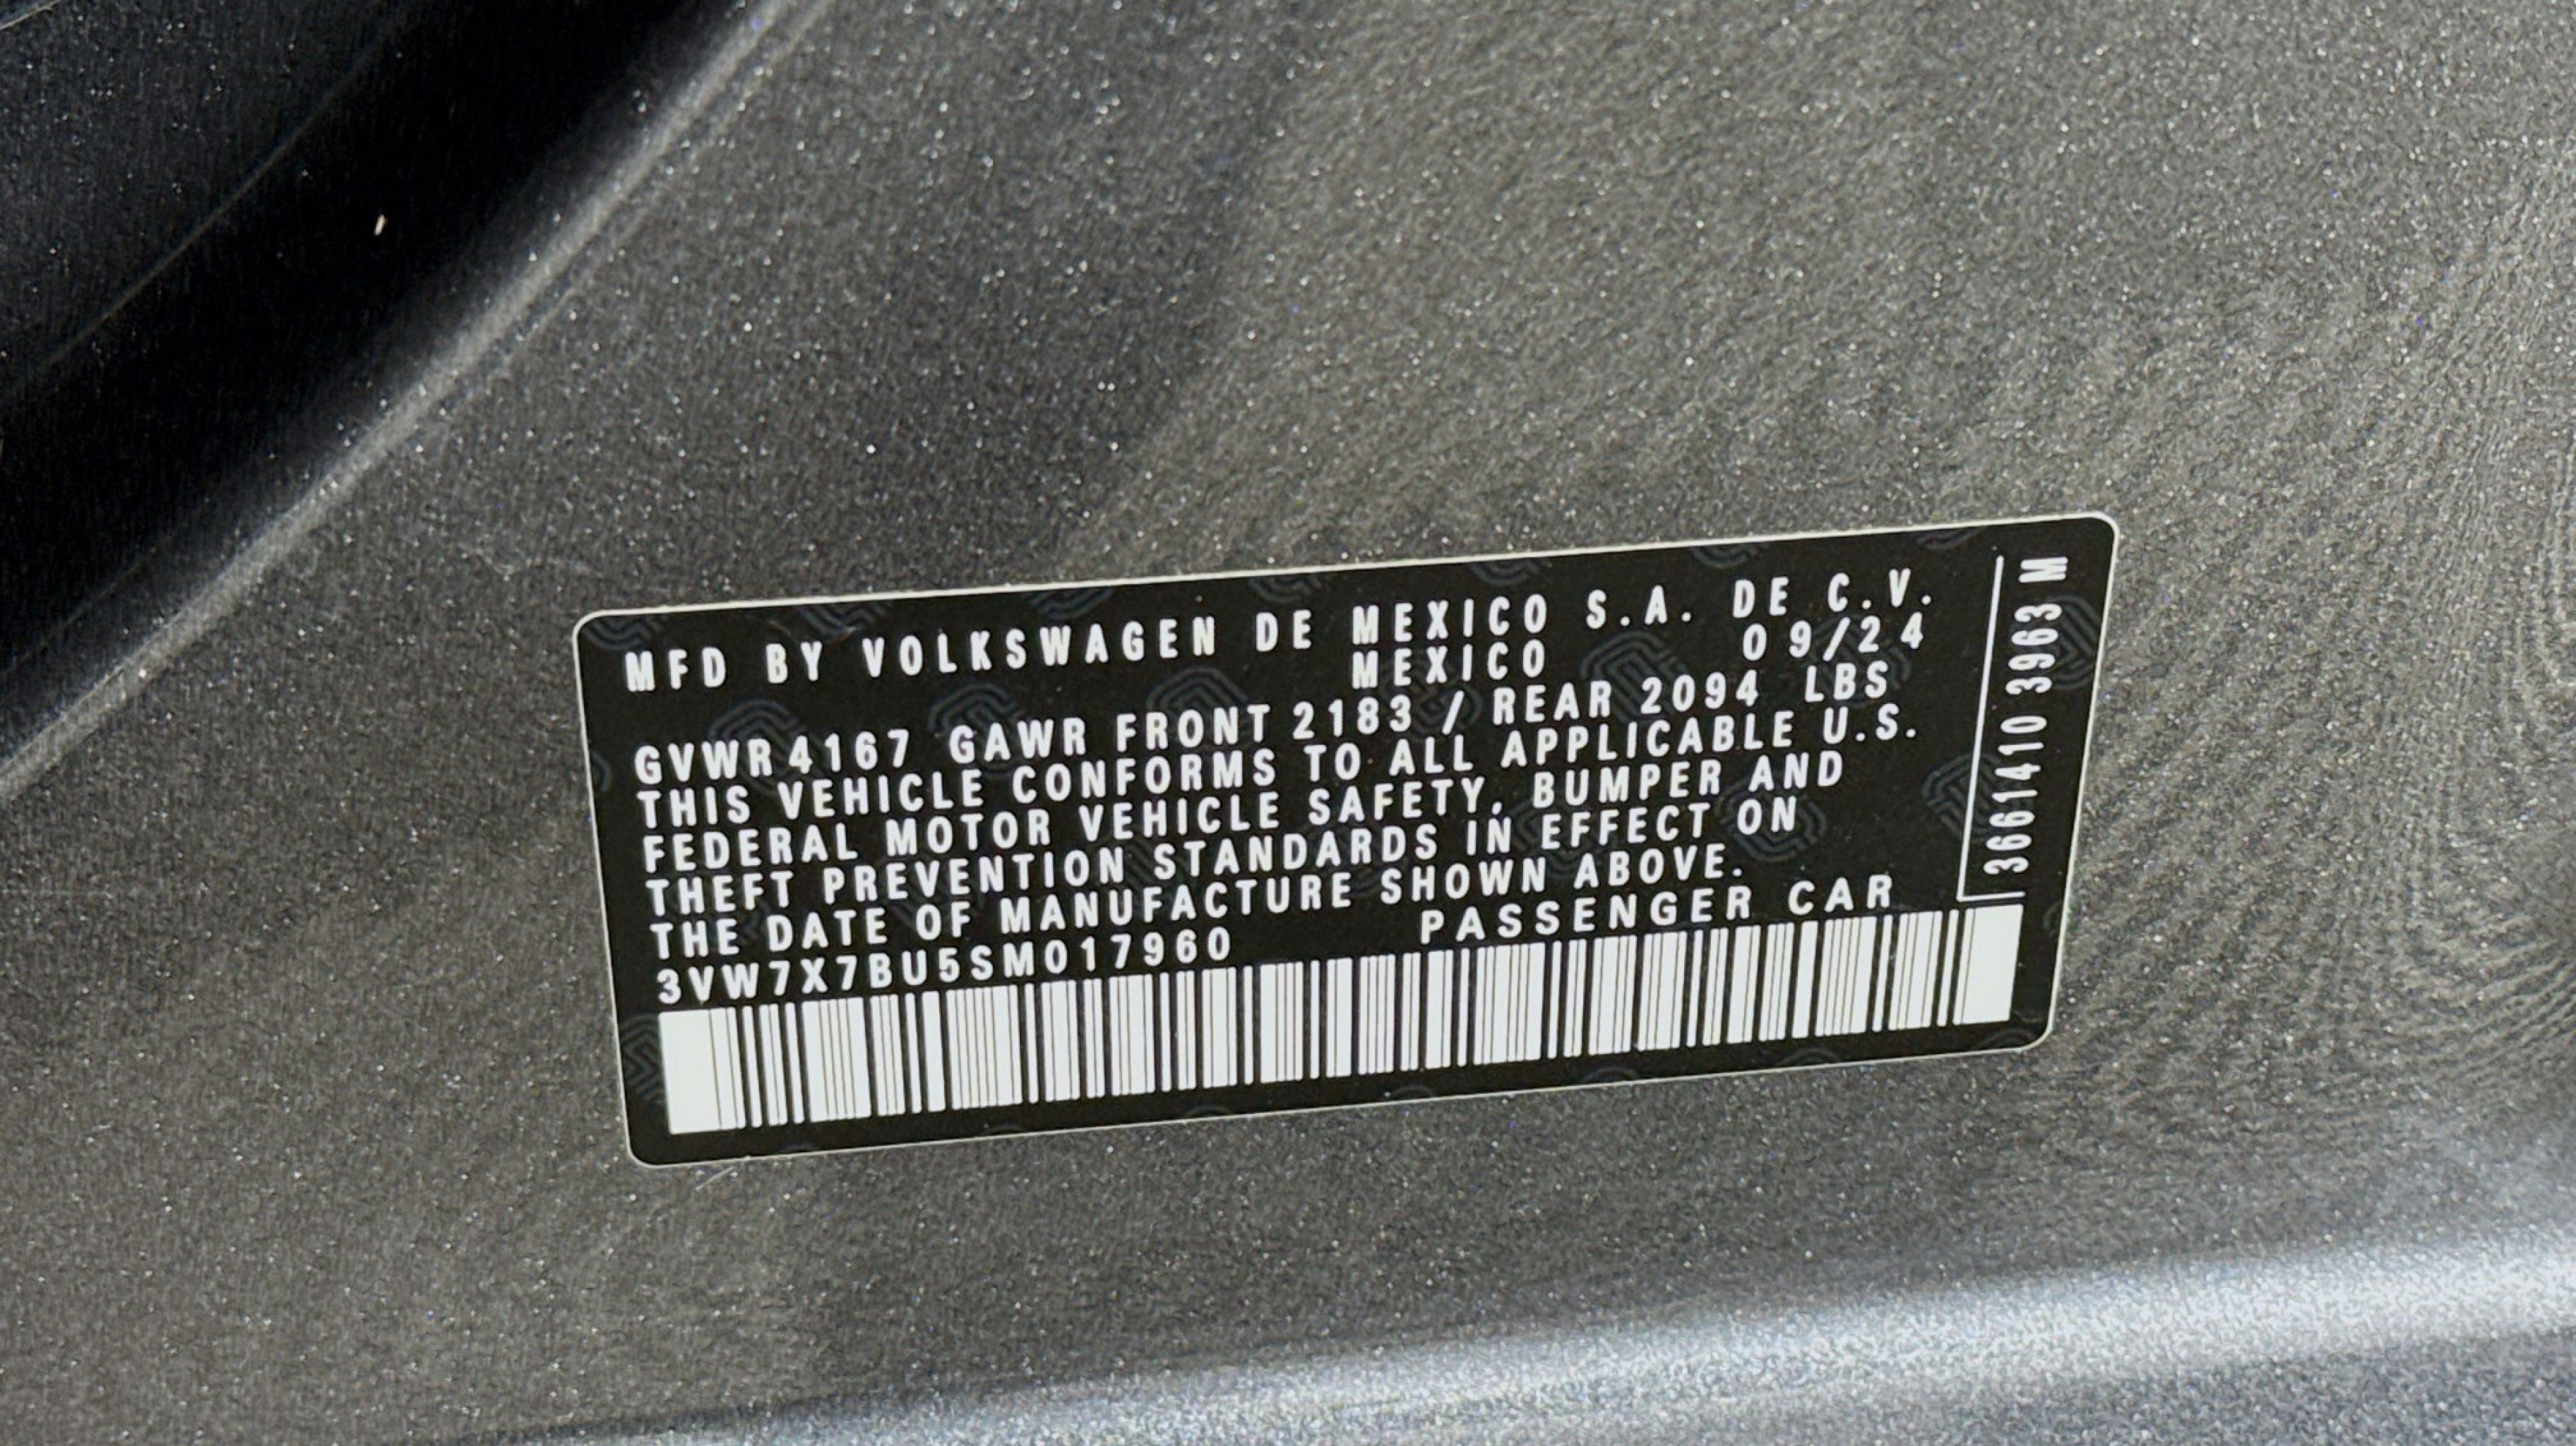 MFD BY VOLKSWAGEN DE MEXICO S.A. DE C.V.
MEXICO 09/24
GVWR 4167 GAWR FRONT 2183 / REAR 2094 LBS
THIS VEHICLE CONFORMS TO ALL APPLICABLE U.S.
FEDERAL MOTOR VEHICLE SAFETY, BUMPER AND
THEFT PREVENTION STANDARDS IN EFFECT ON
THE DATE OF MANUFACTURE SHOWN ABOVE.
3VW7X7BU5SM017960 PASSENGER CAR
3661410 3963 M